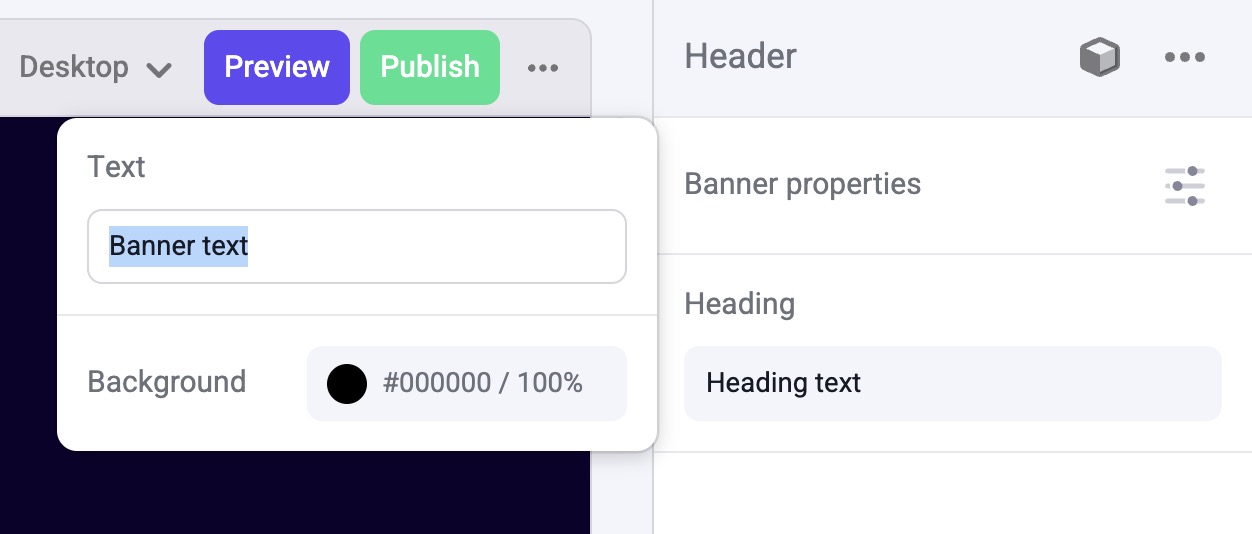 Desktop
Preview
Publish
Header
Text
Banner text
Background
#000000 / 100%
Banner properties
Heading
Heading text